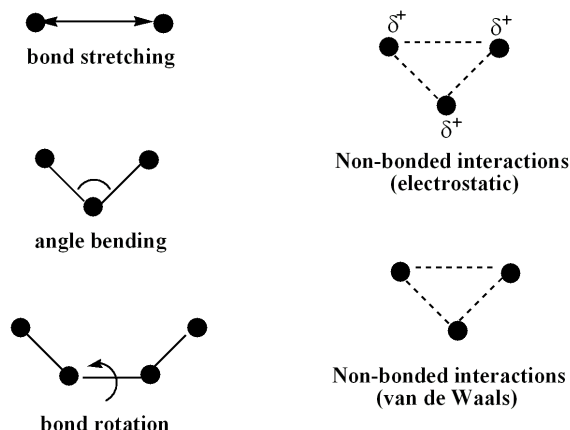 bond stretching
angle bending
bond rotation
δ+ δ+
δ+
Non-bonded interactions
(electrostatic)
Non-bonded interactions
(van de Waals)